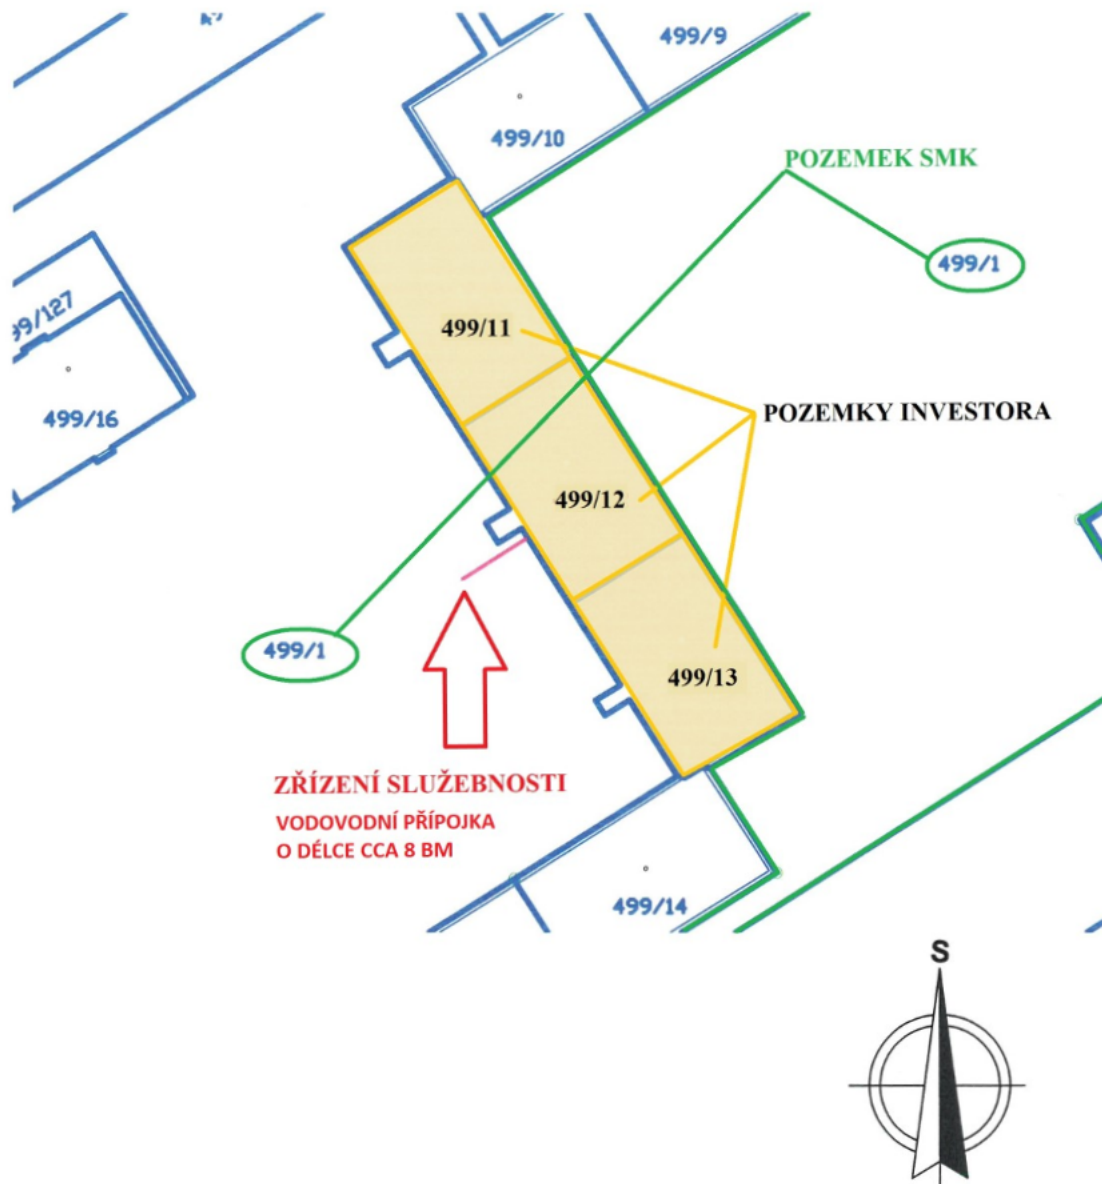 499/9
499/10
POZEMEK SMK
499/1
99/127
499/11
499/16
POZEMKY INVESTORA
499/12
499/1
499/13
ZŘÍZENÍ SLUŽEBNOSTI
VODOVODNÍ PŘÍPOJKA
O DÉLCE CCA 8 BM
499/14
S